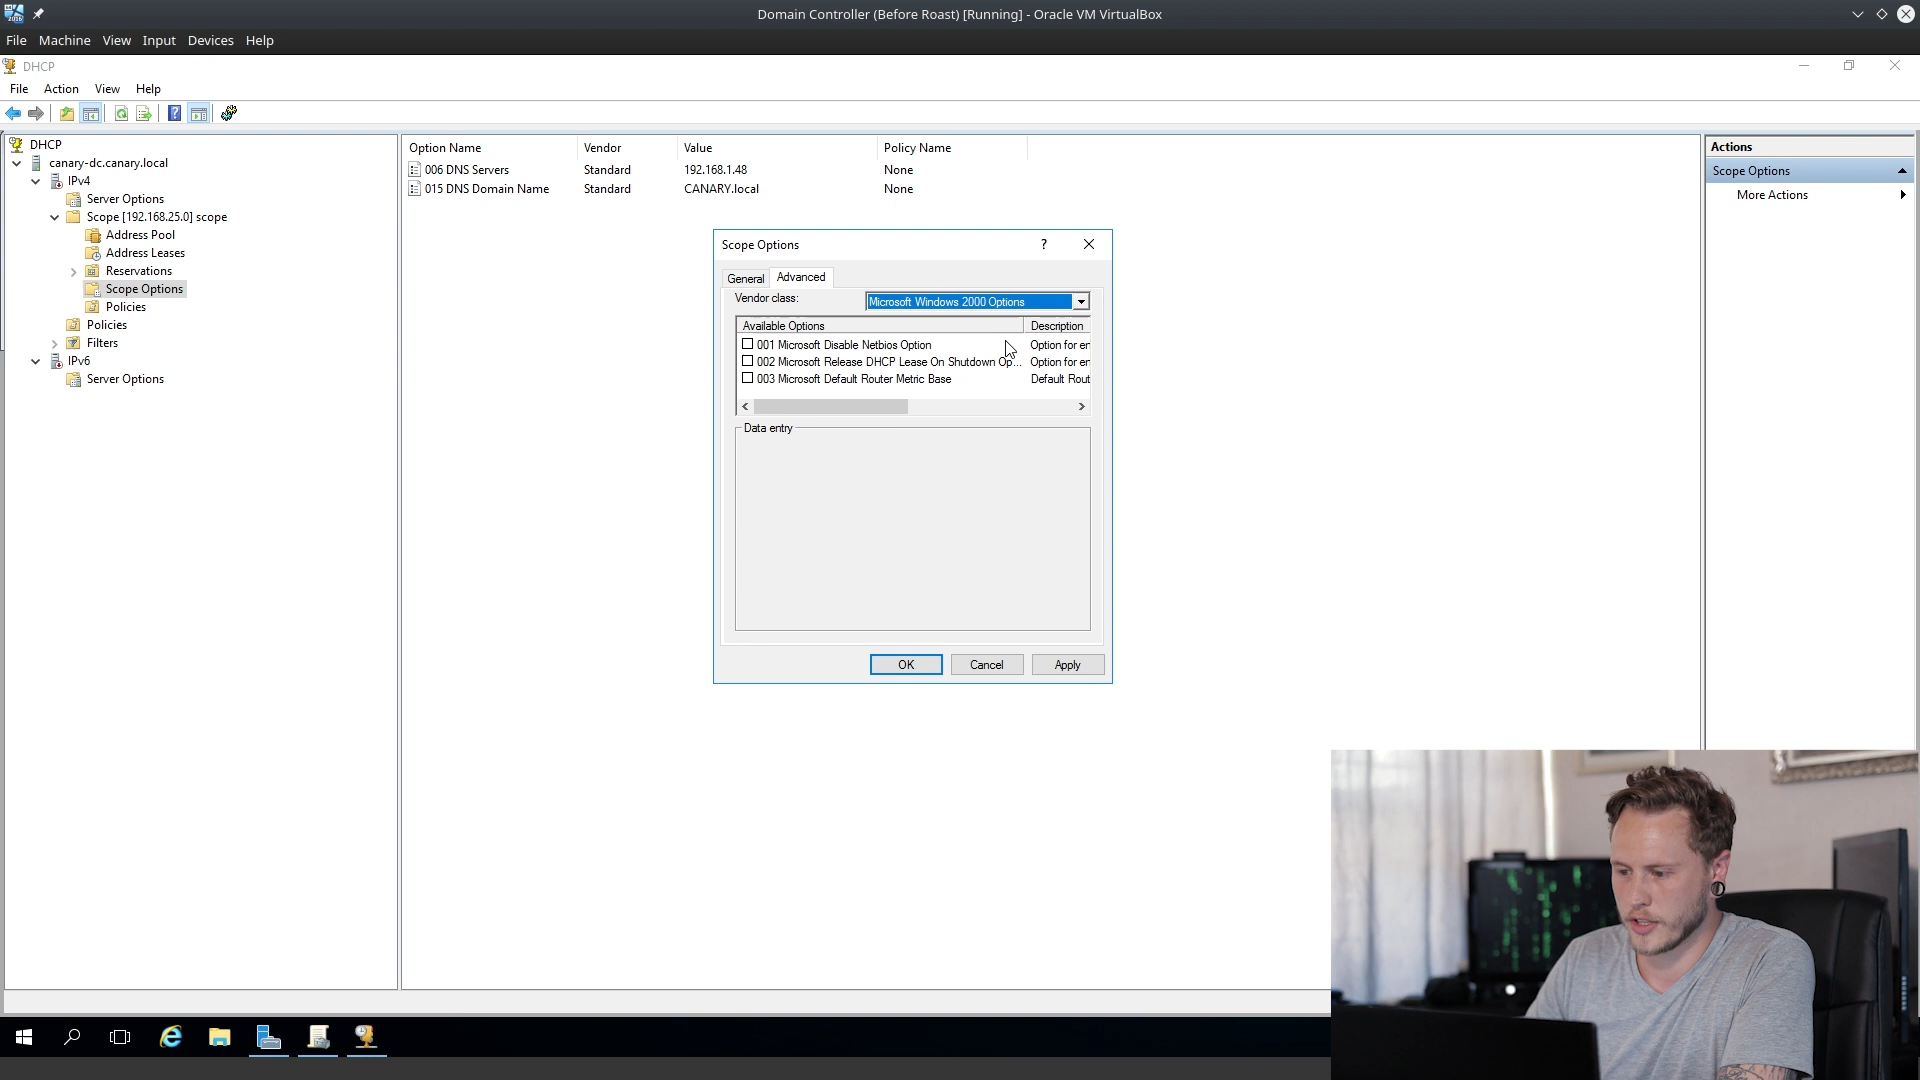 Domain Controller (Before Roast) [Running] - Oracle VM VirtualBox
File Machine View Input Devices Help
DHCP
File Action View Help
DHCP
canary-dc.canary.local
IPv4
Server Options
Scope [192.168.25.0] scope
Address Pool
Address Leases
Reservations
Scope Options
Policies
Policies
Filters
IPv6
Server Options
Option Name Vendor Value Policy Name
006 DNS Servers Standard 192.168.1.48 None
015 DNS Domain Name Standard CANARY.local None
Scope Options ?
General Advanced
Vendor class: Microsoft Windows 2000 Options
Available Options Description
001 Microsoft Disable Netbios Option Option for en
002 Microsoft Release DHCP Lease On Shutdown Op... Option for en
003 Microsoft Default Router Metric Base Default Rout
Data entry
OK Cancel Apply
Actions
Scope Options
More Actions